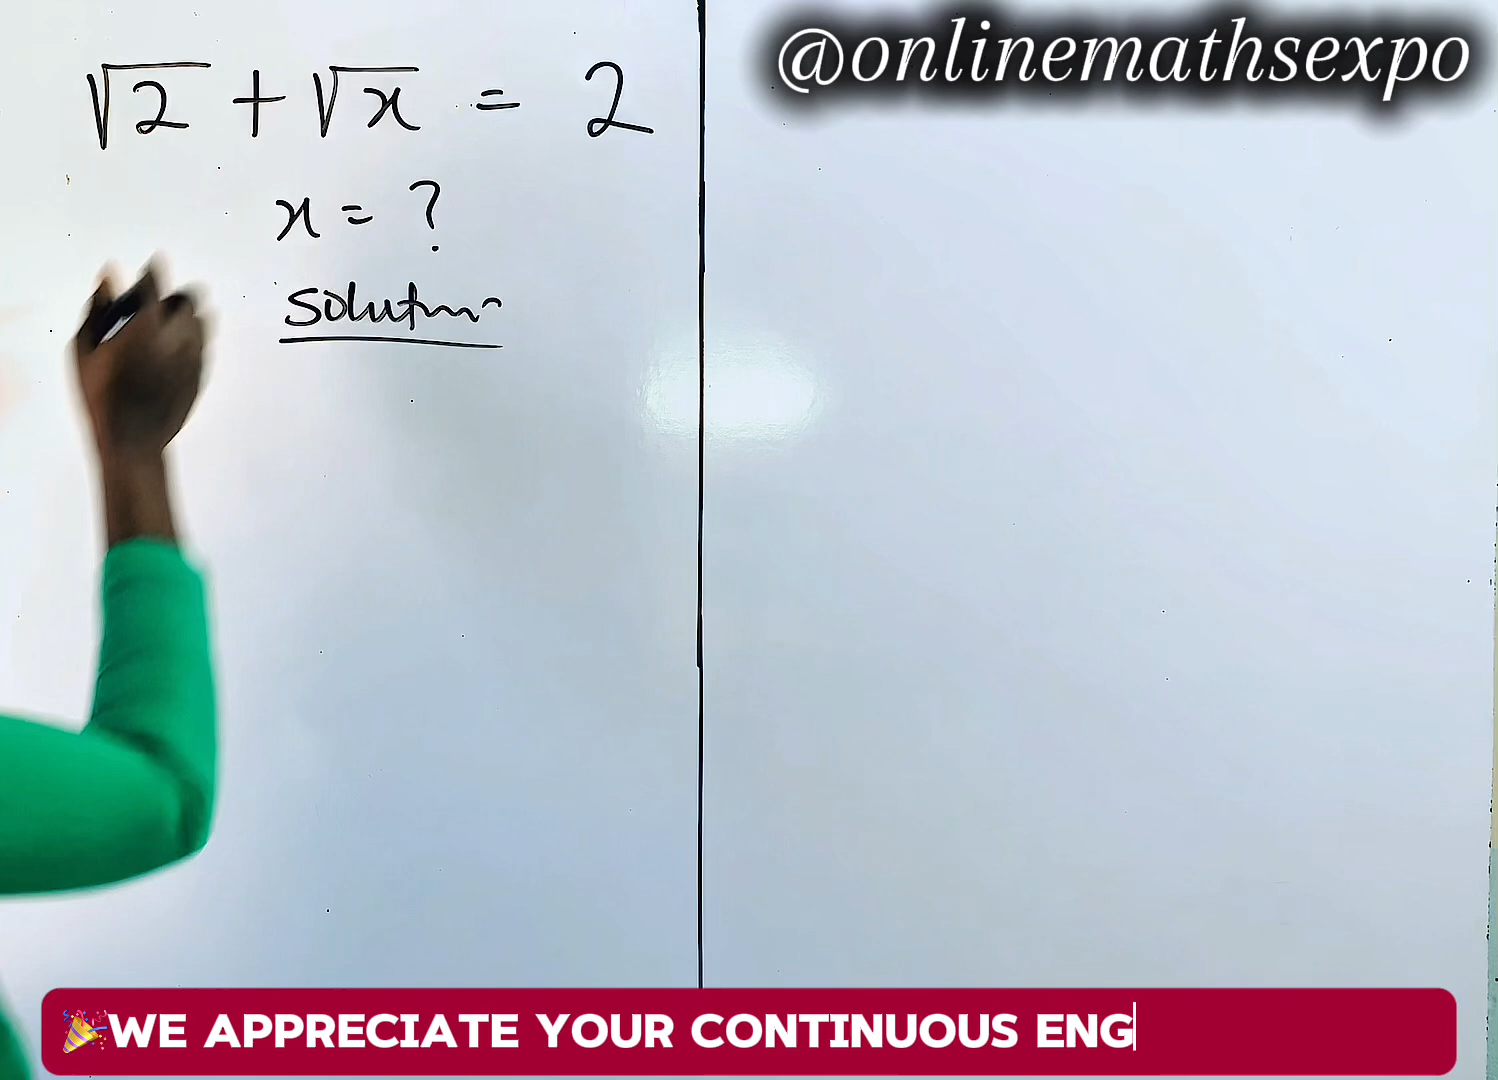 @onlinemathsexpo
√2 + √x = 2
x = ?
Solution
🎉WE APPRECIATE YOUR CONTINUOUS ENG